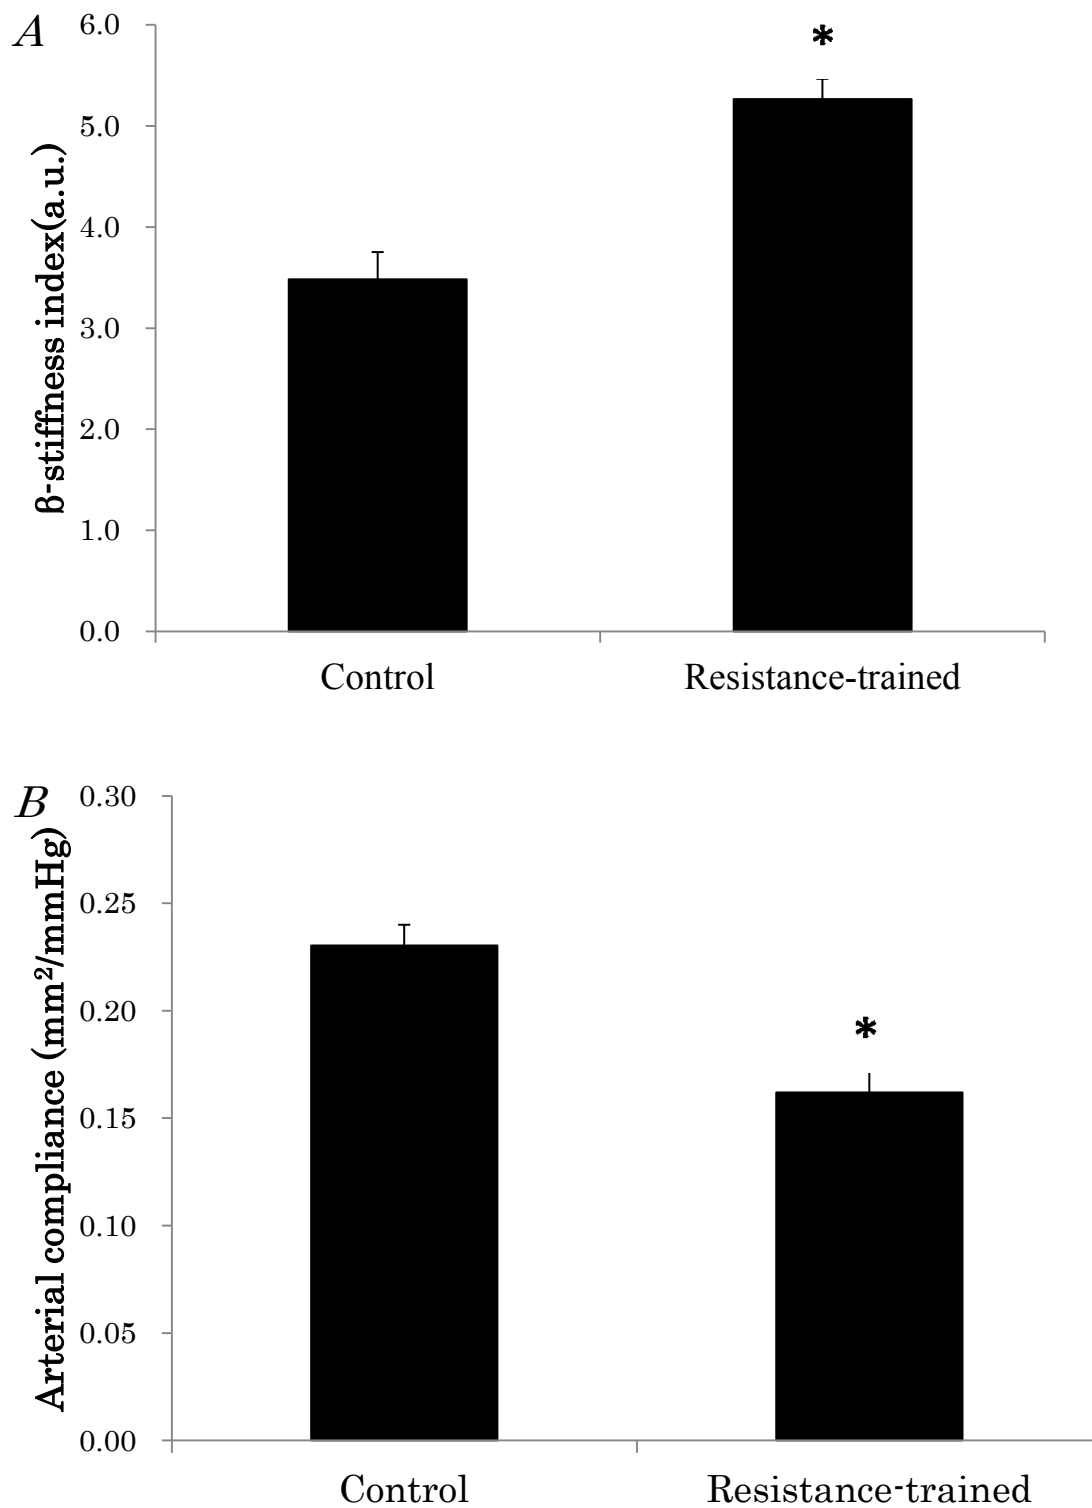 A
β-stiffness index(a.u.)
6.0
5.0
4.0
3.0
2.0
1.0
0.0
*
Control
Resistance-trained
B
Arterial compliance (mm²/mmHg)
0.30
0.25
0.20
0.15
0.10
0.05
0.00
*
Control
Resistance-trained